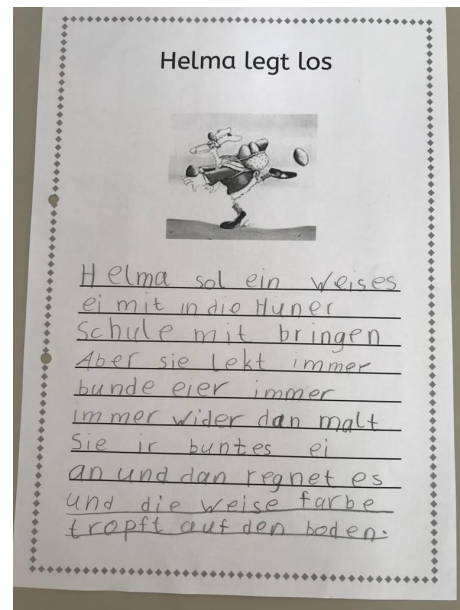 Helma legt los
Helma sol ein Weises
ei mit in die Huner
Schule mit bringen
Aber sie lekt immer
bunde eier immer
immer wider dan malt
Sie ir buntes ei
an und dan regnet es
und die weise farbe
tropft auf den boden.